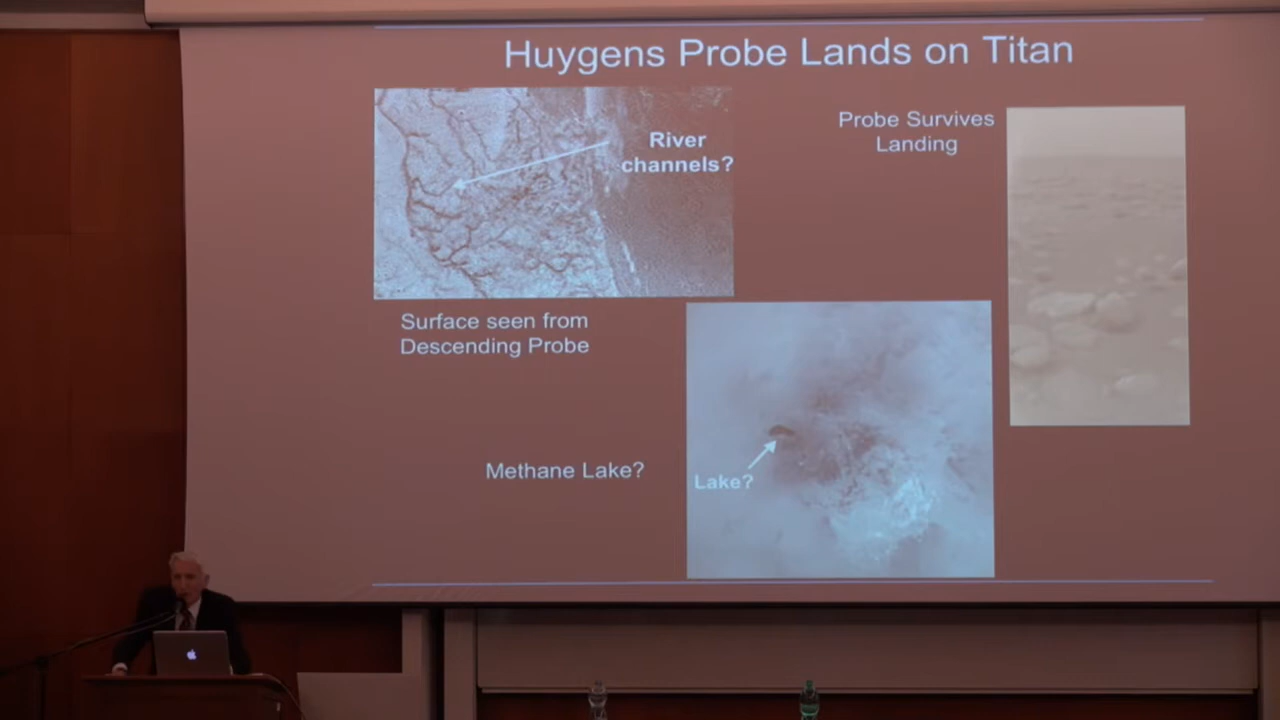 Huygens Probe Lands on Titan
River
channels?
Probe Survives
Landing
Surface seen from
Descending Probe
Methane Lake?
Lake?